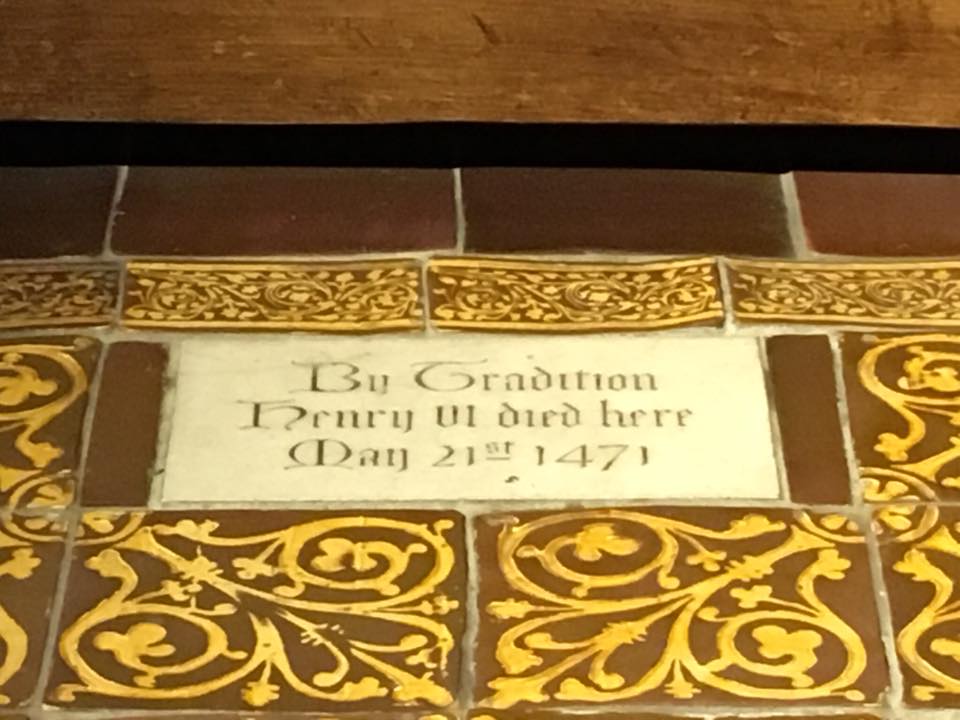 By Tradition
Henry VI died here
May 21st 1471